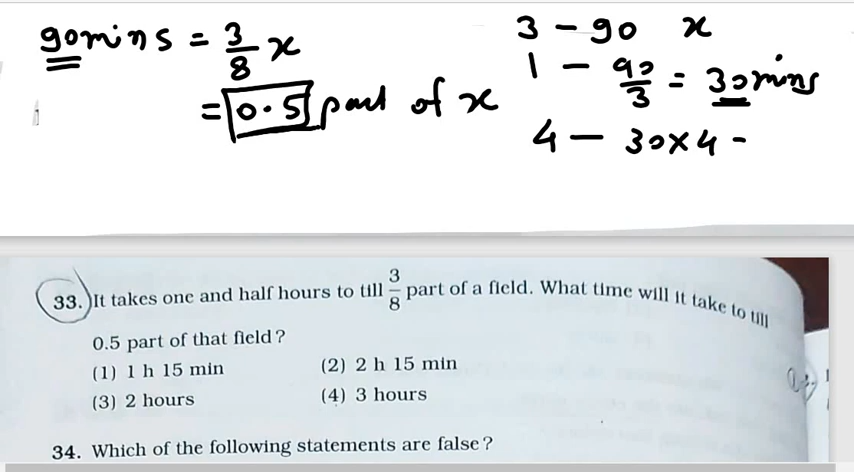 90mins = 3/8 x
= 0.5 part of x
3 - 90 x
1 - 90/3 = 30mins
4 - 30×4 -
33. It takes one and half hours to till 3/8 part of a field. What time will it take to till
0.5 part of that field?
(1) 1 h 15 min (2) 2 h 15 min
(3) 2 hours (4) 3 hours
34. Which of the following statements are false?